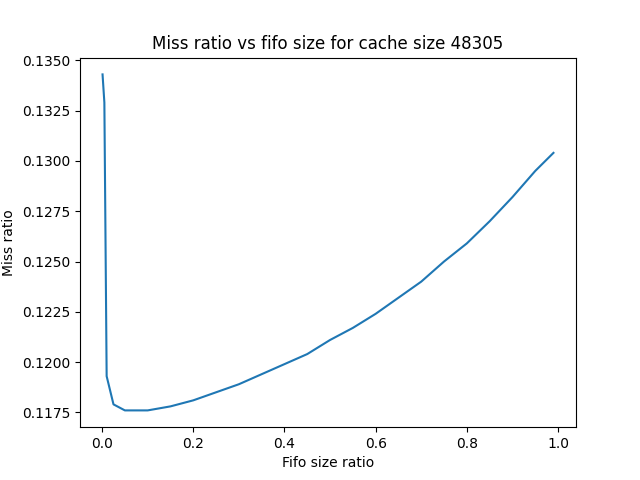 Miss ratio vs fifo size for cache size 48305
0.1350
0.1325
0.1300
0.1275
0.1250
0.1225
0.1200
0.1175
Miss ratio
0.0 0.2 0.4 0.6 0.8 1.0
Fifo size ratio